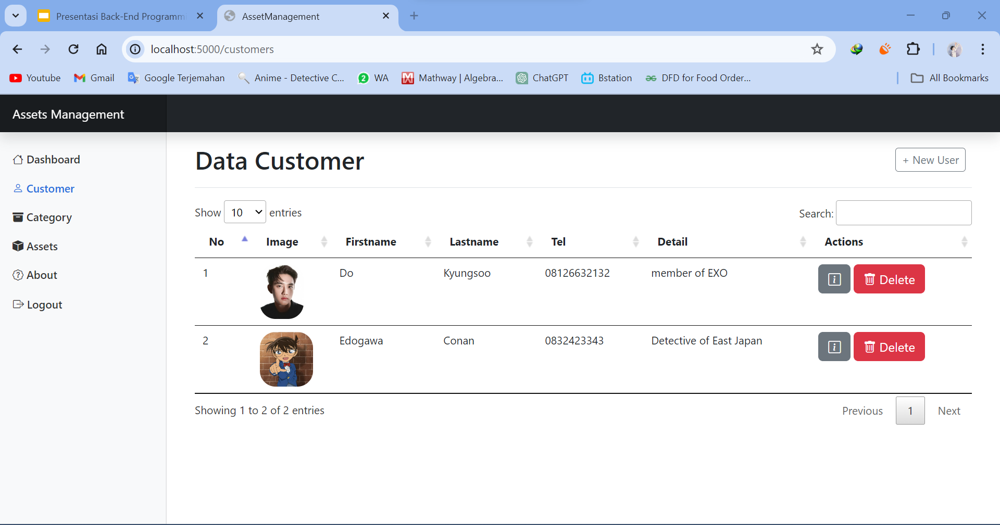 Presentasi Back-End Programmi
AssetManagement
localhost:5000/customers
Youtube
Gmail
Google Terjemahan
Anime - Detective C...
2 WA
Mathway | Algebra...
ChatGPT
Bstation
DFD for Food Order...
All Bookmarks
Assets Management
Dashboard
Customer
Category
Assets
About
Logout
Data Customer
+ New User
Show 10 entries
Search:
No Image Firstname Lastname Tel Detail Actions
1 Do Kyungsoo 08126632132 member of EXO Delete
2 Edogawa Conan 0832423343 Detective of East Japan Delete
Showing 1 to 2 of 2 entries
Previous 1 Next